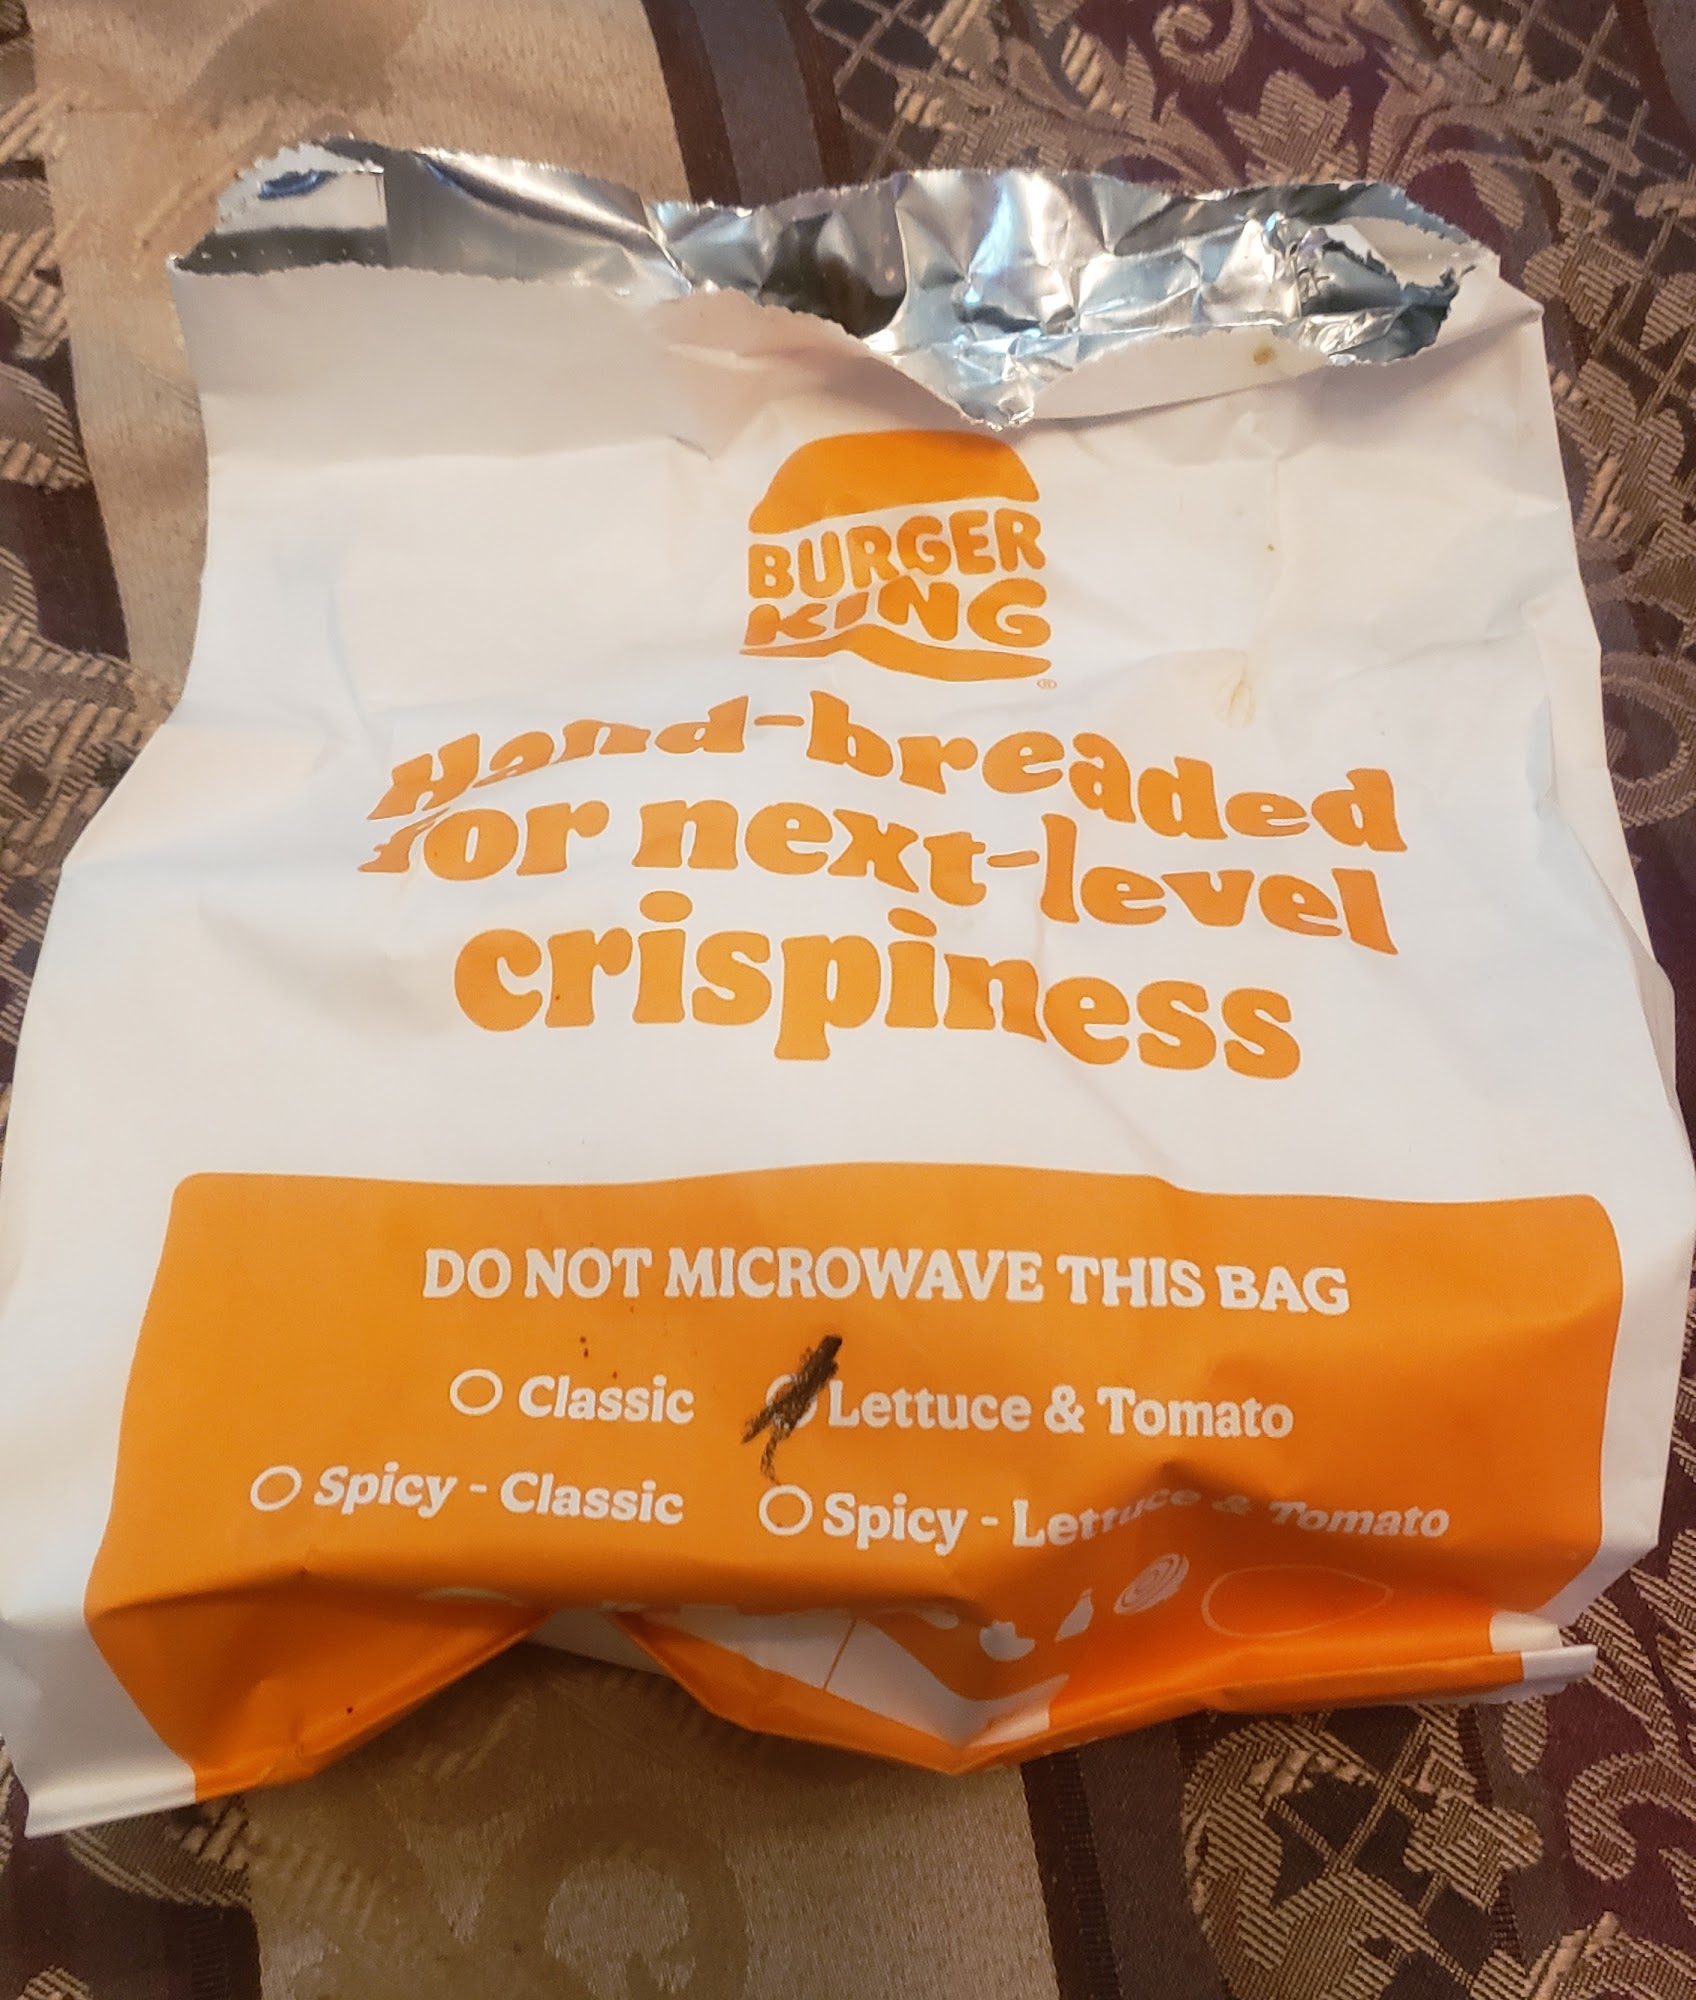 BURGER
KING
®
Hand-breaded
for next-level
crispiness
DO NOT MICROWAVE THIS BAG
Classic Lettuce & Tomato
Spicy - Classic Spicy - Lettuce & Tomato